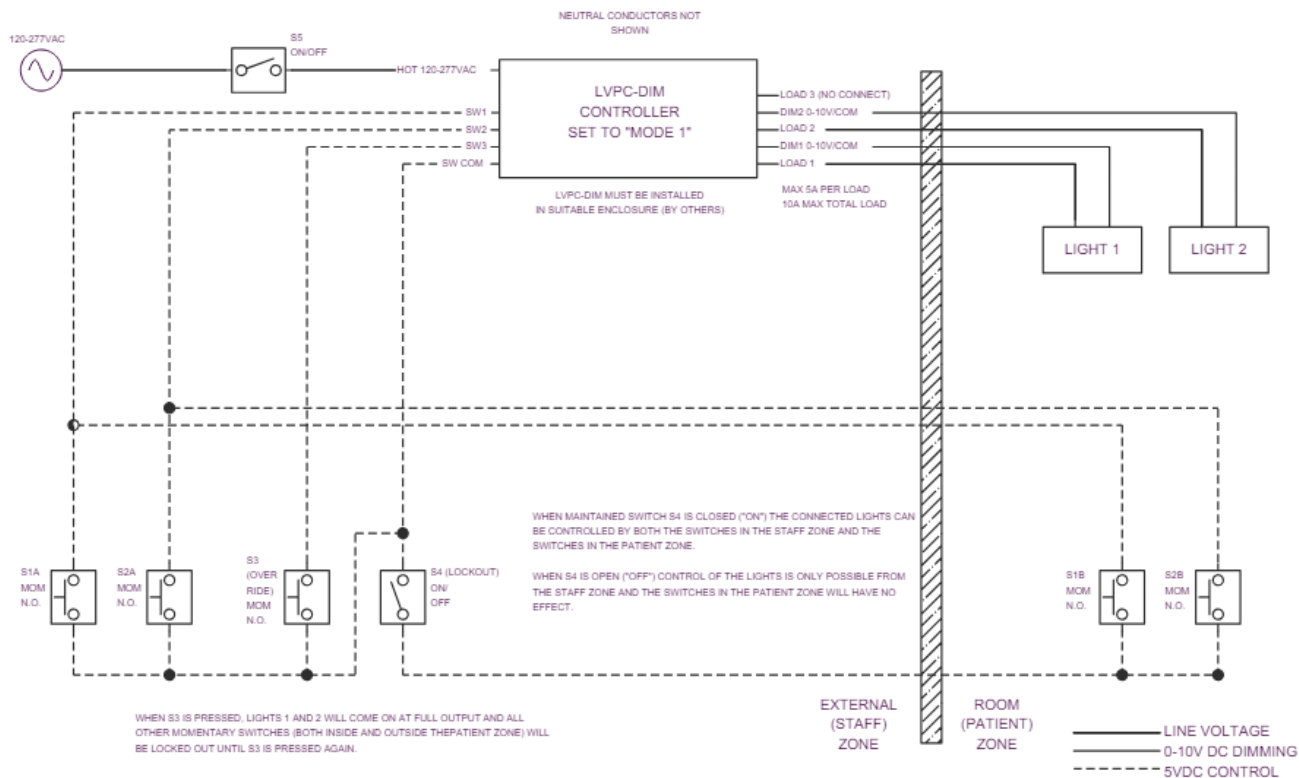 NEUTRAL CONDUCTORS NOT
SHOWN
120-277VAC
S5
ON/OFF
HOT 120-277VAC
SW1
SW2
SW3
SW COM
LVPC-DIM
CONTROLLER
SET TO "MODE 1"
LOAD 3 (NO CONNECT)
DIM2 0-10V/COM
LOAD 2
DIM1 0-10V/COM
LOAD 1
LVPC-DIM MUST BE INSTALLED
IN SUITABLE ENCLOSURE (BY OTHERS)
MAX 5A PER LOAD
10A MAX TOTAL LOAD
LIGHT 1
LIGHT 2
WHEN MAINTAINED SWITCH S4 IS CLOSED ("ON") THE CONNECTED LIGHTS CAN
BE CONTROLLED BY BOTH THE SWITCHES IN THE STAFF ZONE AND THE
SWITCHES IN THE PATIENT ZONE.
WHEN S4 IS OPEN ("OFF") CONTROL OF THE LIGHTS IS ONLY POSSIBLE FROM
THE STAFF ZONE AND THE SWITCHES IN THE PATIENT ZONE WILL HAVE NO
EFFECT.
S1A
MOM
N.O.
S2A
MOM
N.O.
S3
(OVER
RIDE)
MOM
N.O.
S4 (LOCKOUT)
ON/
OFF
S1B
MOM
N.O.
S2B
MOM
N.O.
WHEN S3 IS PRESSED, LIGHTS 1 AND 2 WILL COME ON AT FULL OUTPUT AND ALL
OTHER MOMENTARY SWITCHES (BOTH INSIDE AND OUTSIDE THEPATIENT ZONE) WILL
BE LOCKED OUT UNTIL S3 IS PRESSED AGAIN.
EXTERNAL
(STAFF)
ZONE
ROOM
(PATIENT)
ZONE
LINE VOLTAGE
0-10V DC DIMMING
5VDC CONTROL